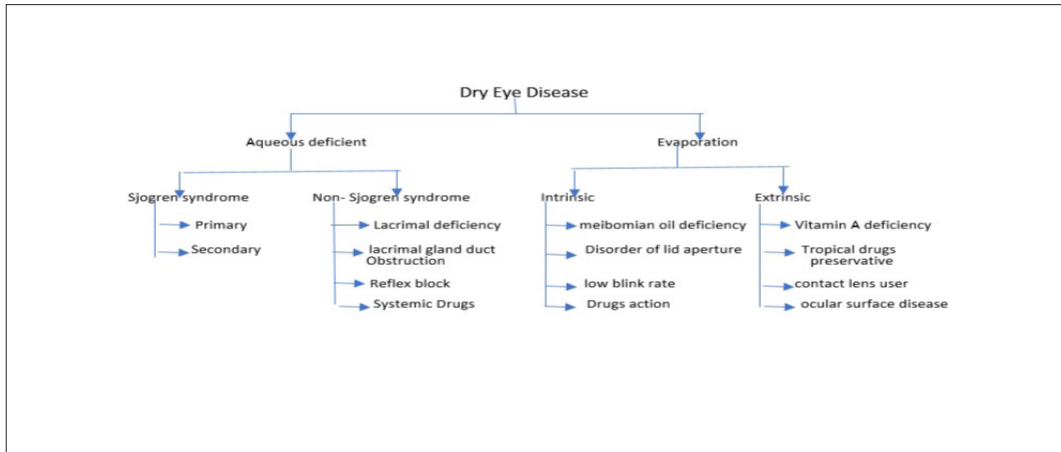 Dry Eye Disease
Aqueous deficient
Evaporation
Sjogren syndrome
Primary
Secondary
Non- Sjogren syndrome
Lacrimal deficiency
lacrimal gland duct
Obstruction
Reflex block
Systemic Drugs
Intrinsic
meibomian oil deficiency
Disorder of lid aperture
low blink rate
Drugs action
Extrinsic
Vitamin A deficiency
Tropical drugs
preservative
contact lens user
ocular surface disease